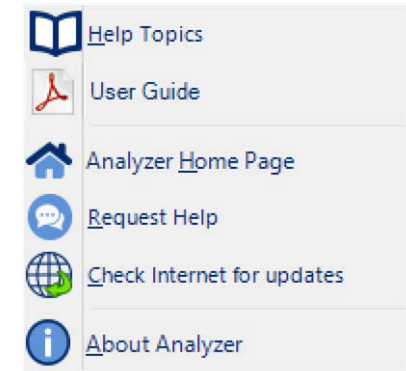 Help Topics
User Guide
Analyzer Home Page
Request Help
Check Internet for updates
About Analyzer